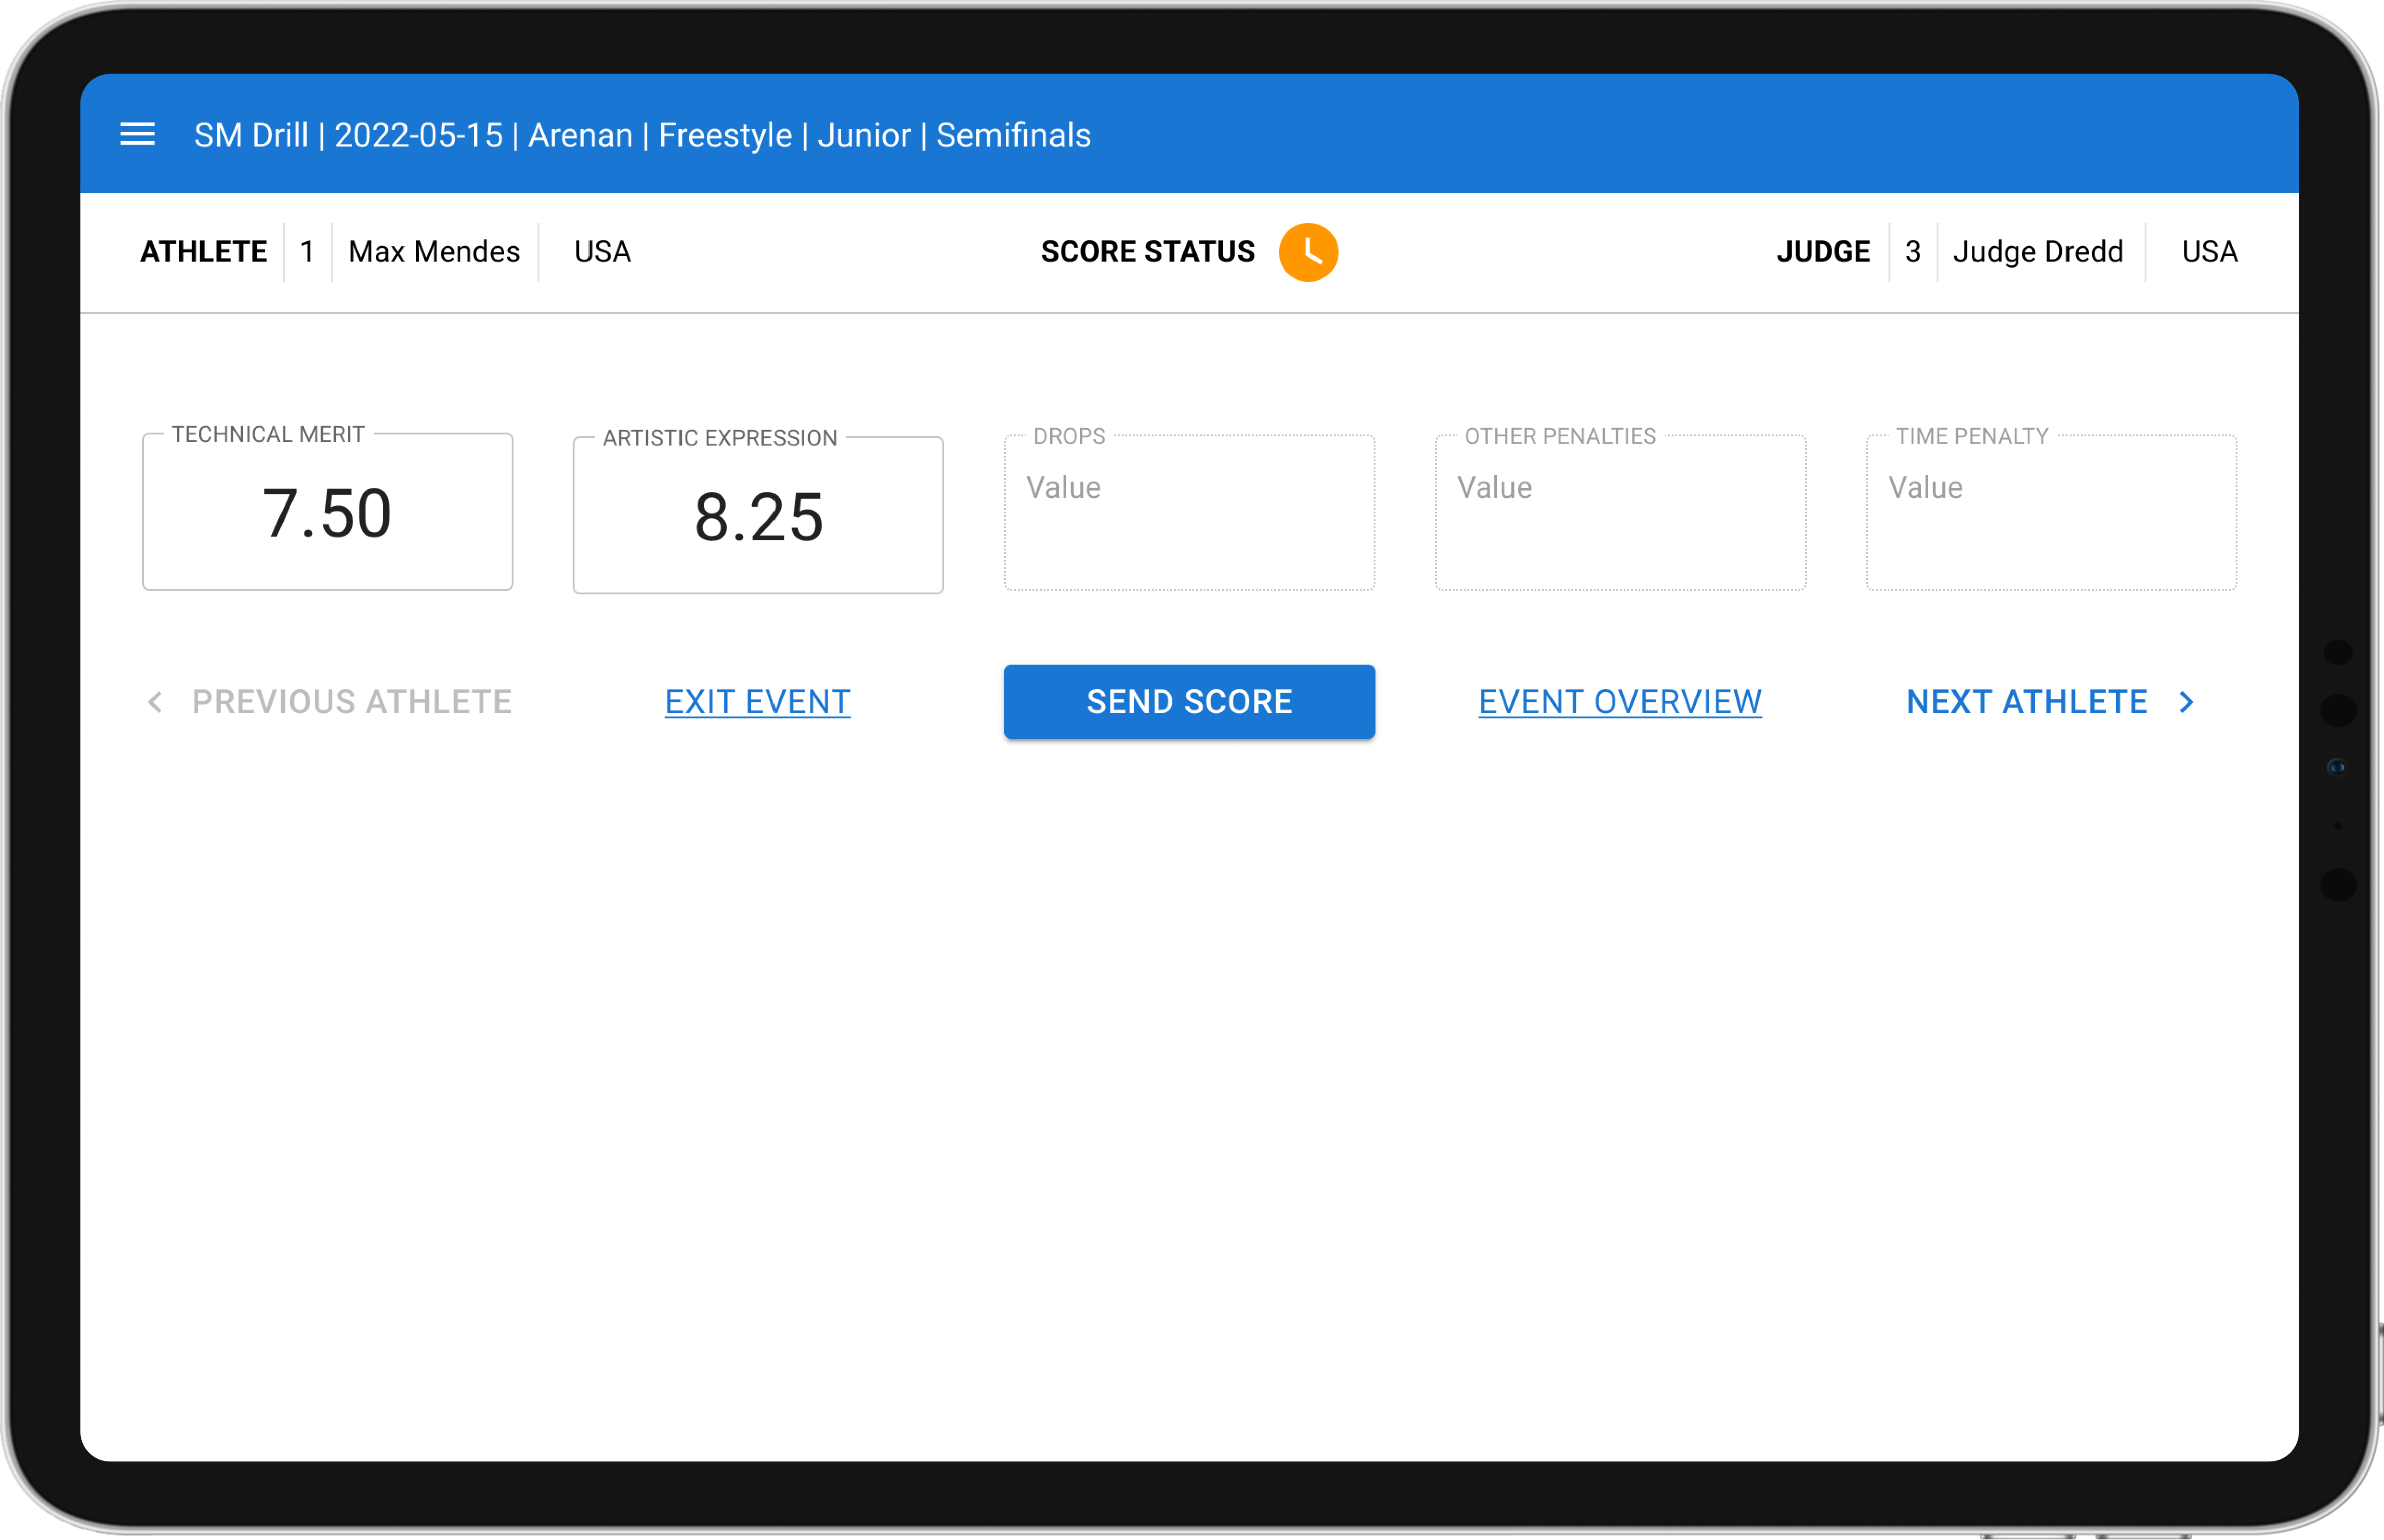 SM Drill | 2022-05-15 | Arenan | Freestyle | Junior | Semifinals
ATHLETE 1 Max Mendes USA SCORE STATUS JUDGE 3 Judge Dredd USA
TECHNICAL MERIT ARTISTIC EXPRESSION DROPS OTHER PENALTIES TIME PENALTY
7.50 8.25 Value Value Value
PREVIOUS ATHLETE EXIT EVENT SEND SCORE EVENT OVERVIEW NEXT ATHLETE